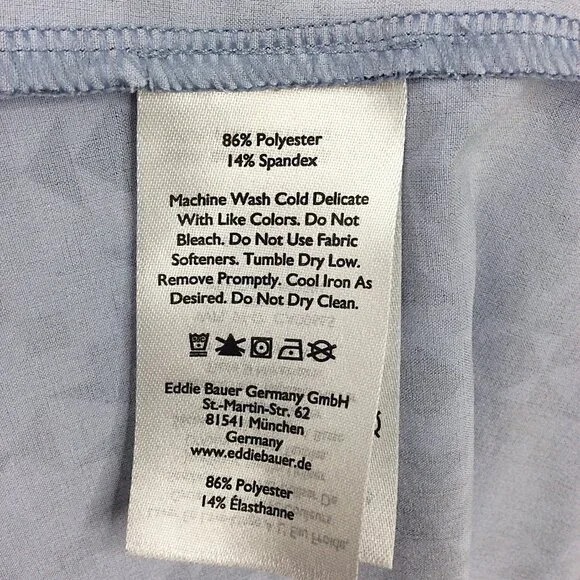 86% Polyester
14% Spandex
Machine Wash Cold Delicate
With Like Colors. Do Not
Bleach. Do Not Use Fabric
Softeners. Tumble Dry Low.
Remove Promptly. Cool Iron As
Desired. Do Not Dry Clean.
Eddie Bauer Germany GmbH
St.-Martin-Str. 62
81541 München
Germany
www.eddiebauer.de
86% Polyester
14% Élasthanne